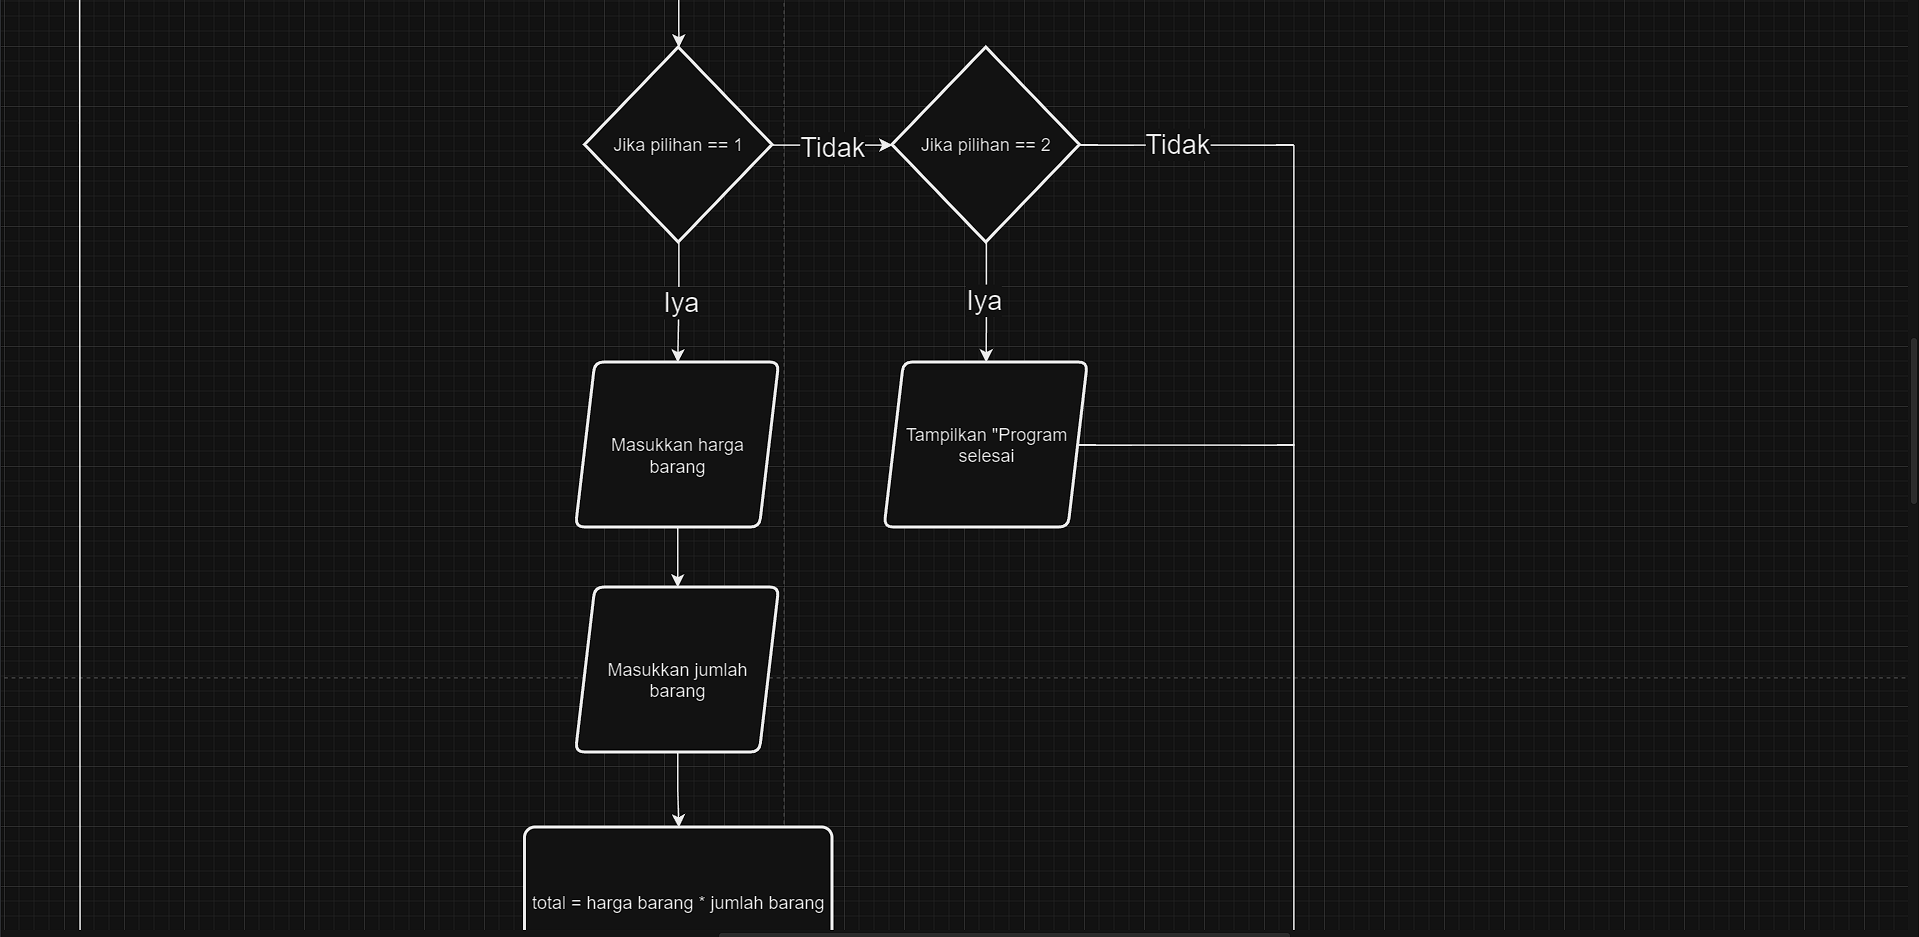 Jika pilihan == 1
Tidak
Jika pilihan == 2
Tidak
Iya
Iya
Masukkan harga
barang
Tampilkan "Program
selesai
Masukkan jumlah
barang
total = harga barang * jumlah barang